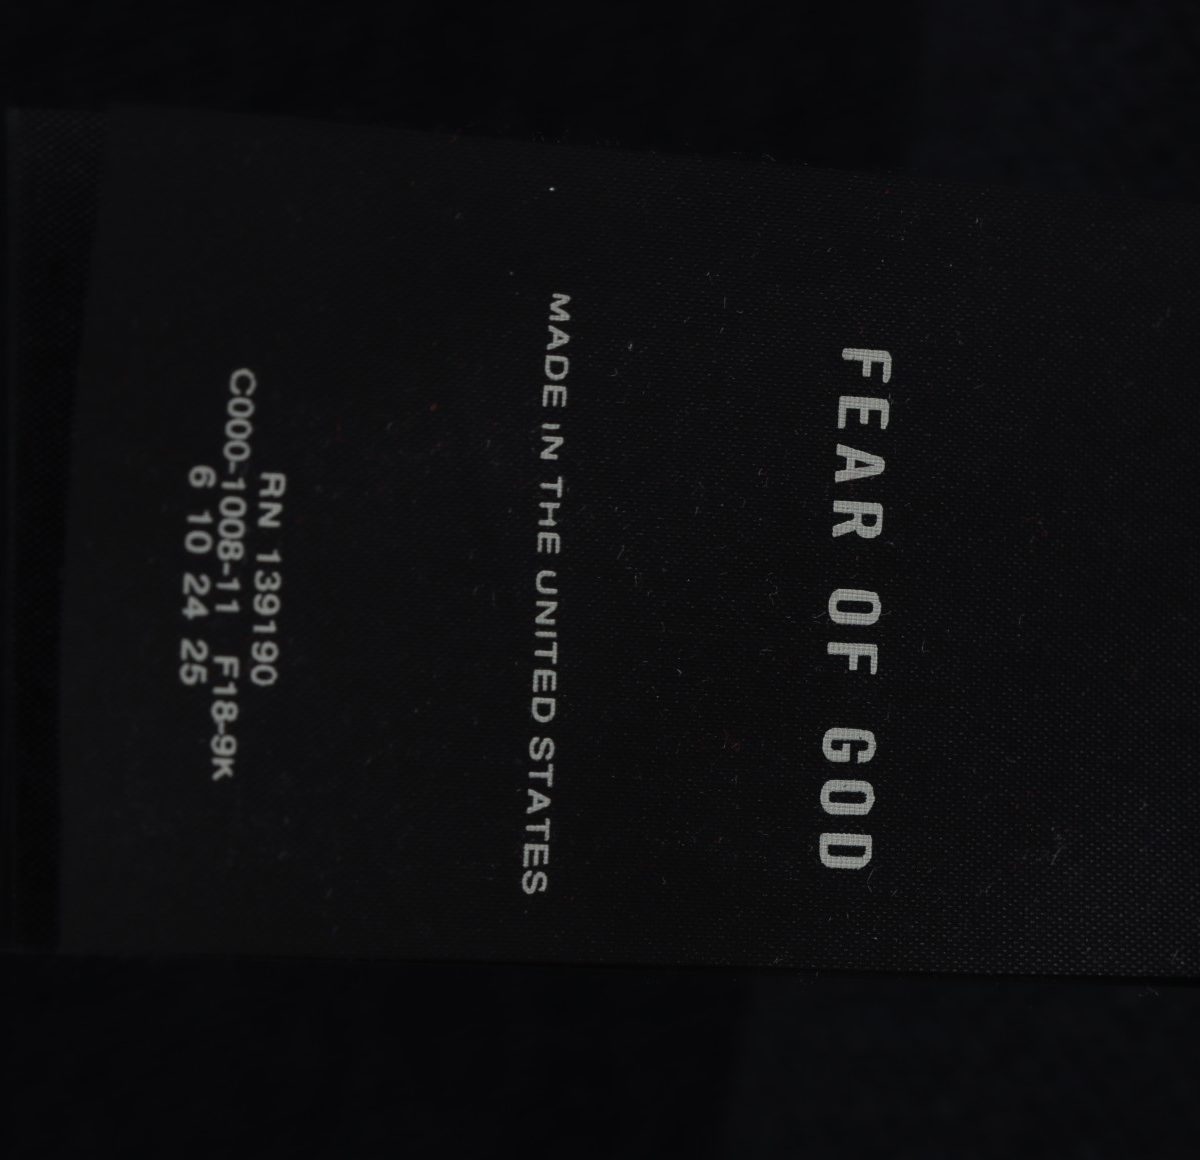 FEAR OF GOD
MADE IN THE UNITED STATES
RN 139190
C000-1008-11 F18-9K
6 10 24 25